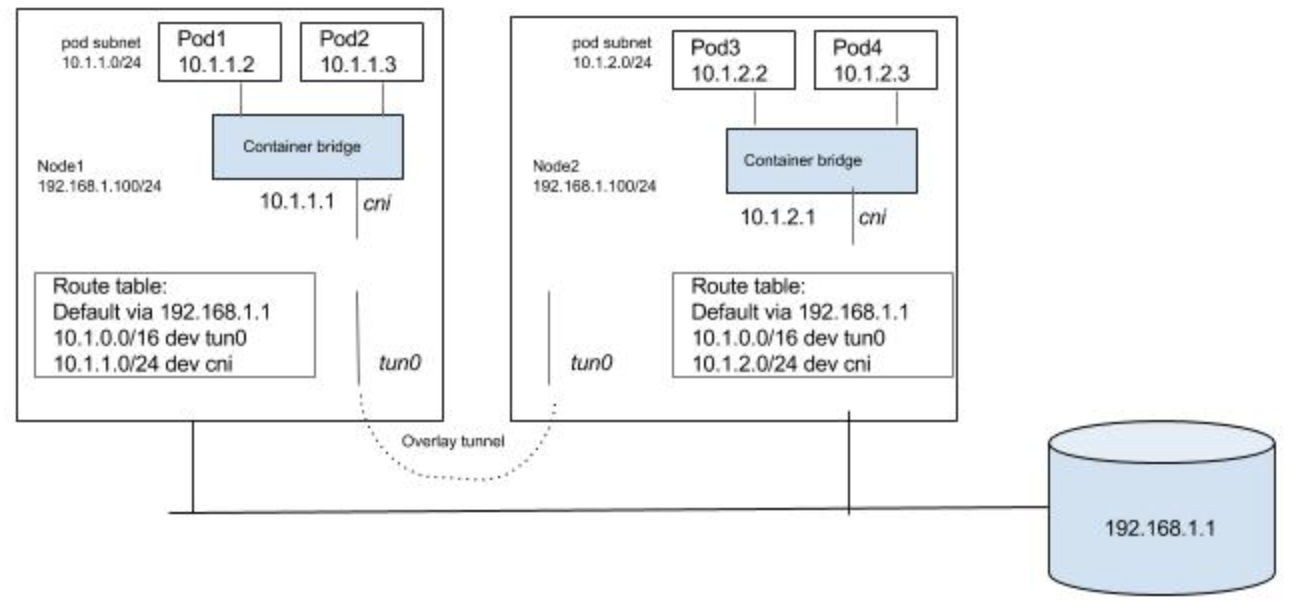 pod subnet
10.1.1.0/24
Pod1
10.1.1.2
Pod2
10.1.1.3
Container bridge
Node1
192.168.1.100/24
10.1.1.1
cni
Route table:
Default via 192.168.1.1
10.1.0.0/16 dev tun0
10.1.1.0/24 dev cni
tun0
pod subnet
10.1.2.0/24
Pod3
10.1.2.2
Pod4
10.1.2.3
Container bridge
Node2
192.168.1.100/24
10.1.2.1
cni
tun0
Route table:
Default via 192.168.1.1
10.1.0.0/16 dev tun0
10.1.2.0/24 dev cni
Overlay tunnel
192.168.1.1